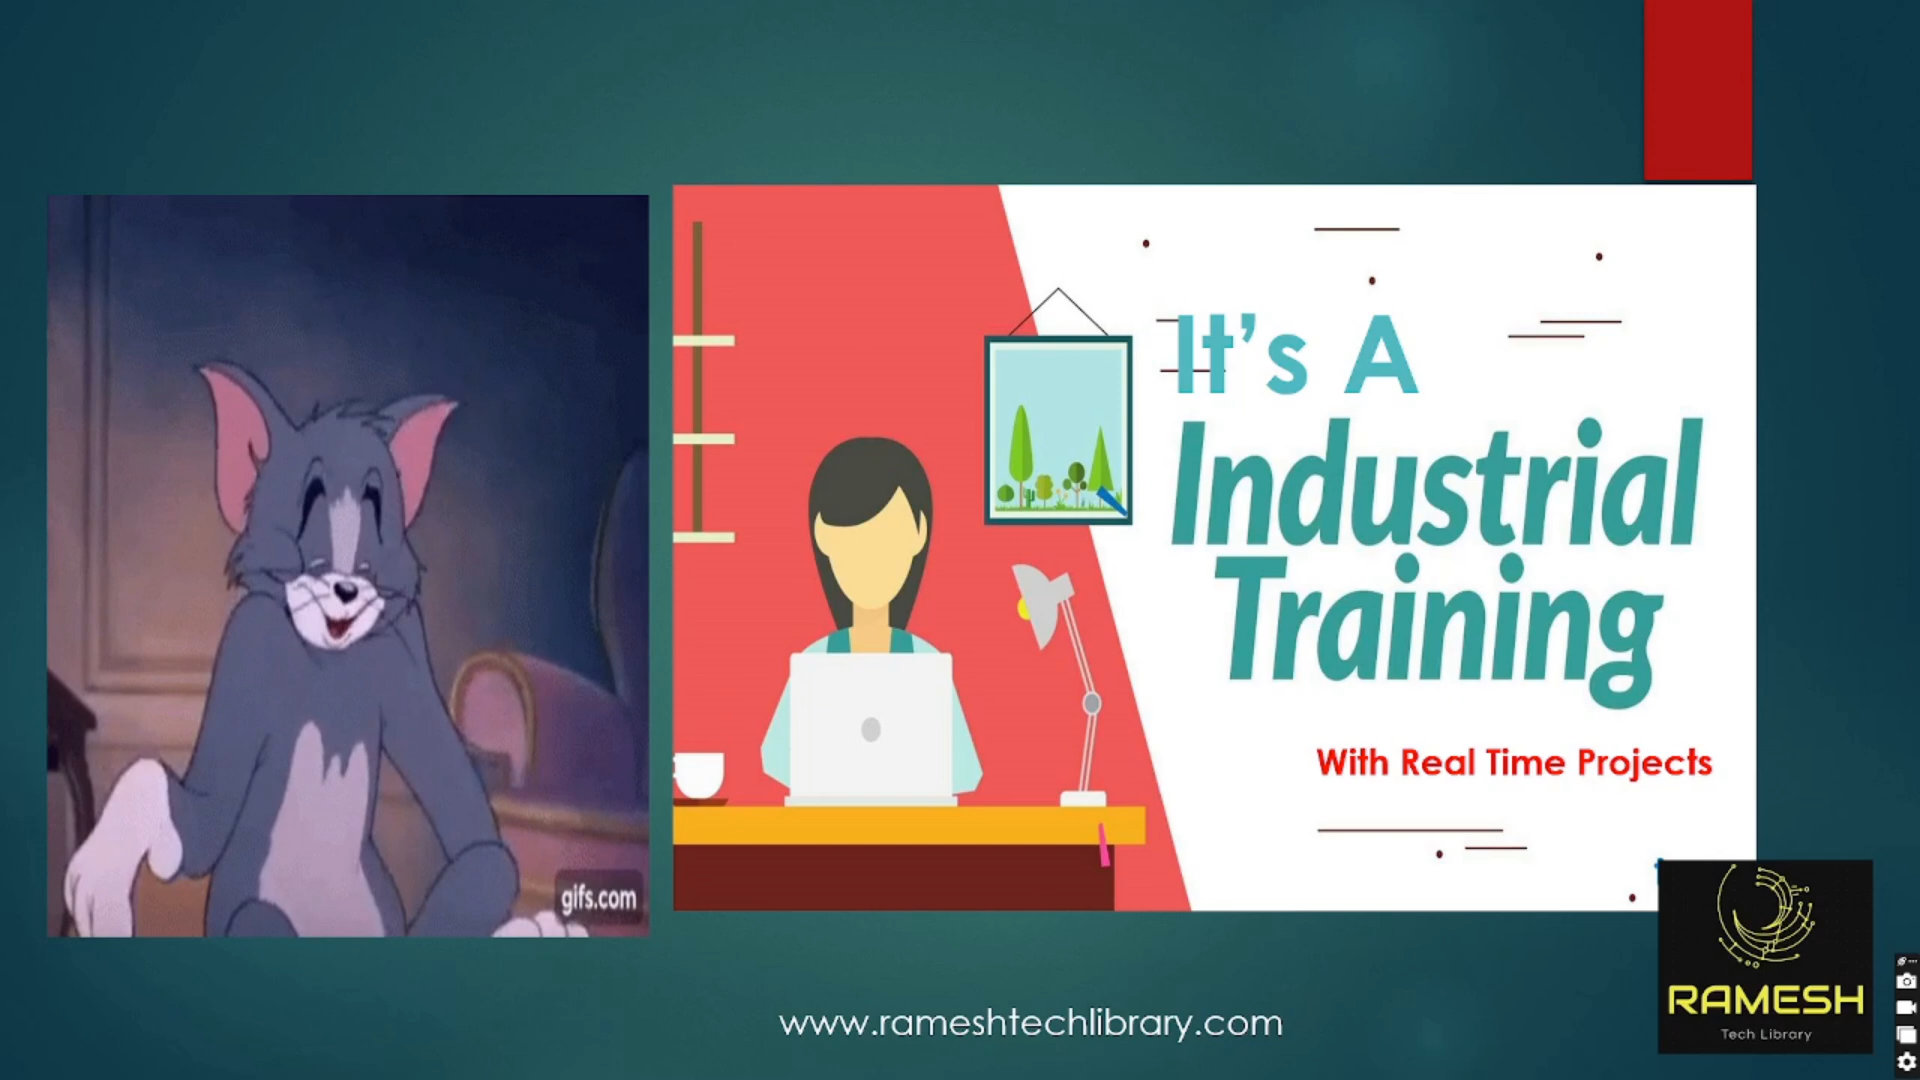 It's A
Industrial
Training
With Real Time Projects
gifs.com
RAMESH
Tech Library
www.rameshtechlibrary.com